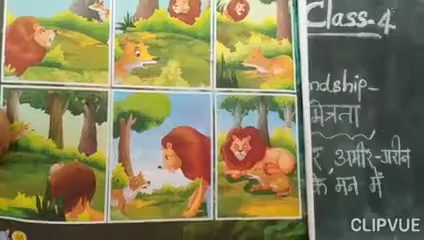 Class-4
ndship-
मित्रता
र, अमीर-गरीब
के मन में
CLIPVUE